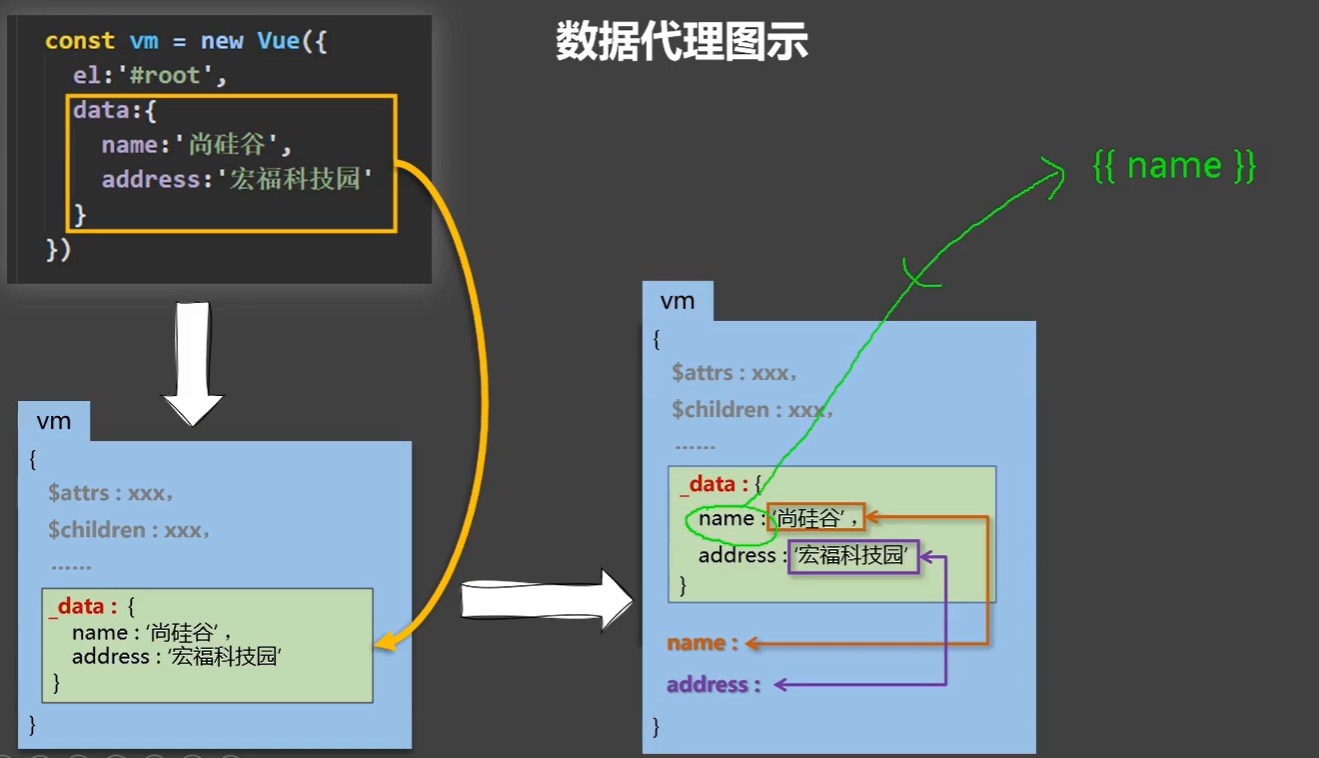 数据代理图示
const vm = new Vue({
el:'#root',
data:{
name:'尚硅谷',
address:'宏福科技园'
}
})
{{ name }}
vm
{
$attrs : xxx，
$children : xxx，
……
_data : {
name : ‘尚硅谷’，
address : ‘宏福科技园’
}
}
vm
{
$attrs : xxx，
$children : xxx，
……
_data : {
name : ‘尚硅谷’，
address : ‘宏福科技园’
}
name :
address :
}